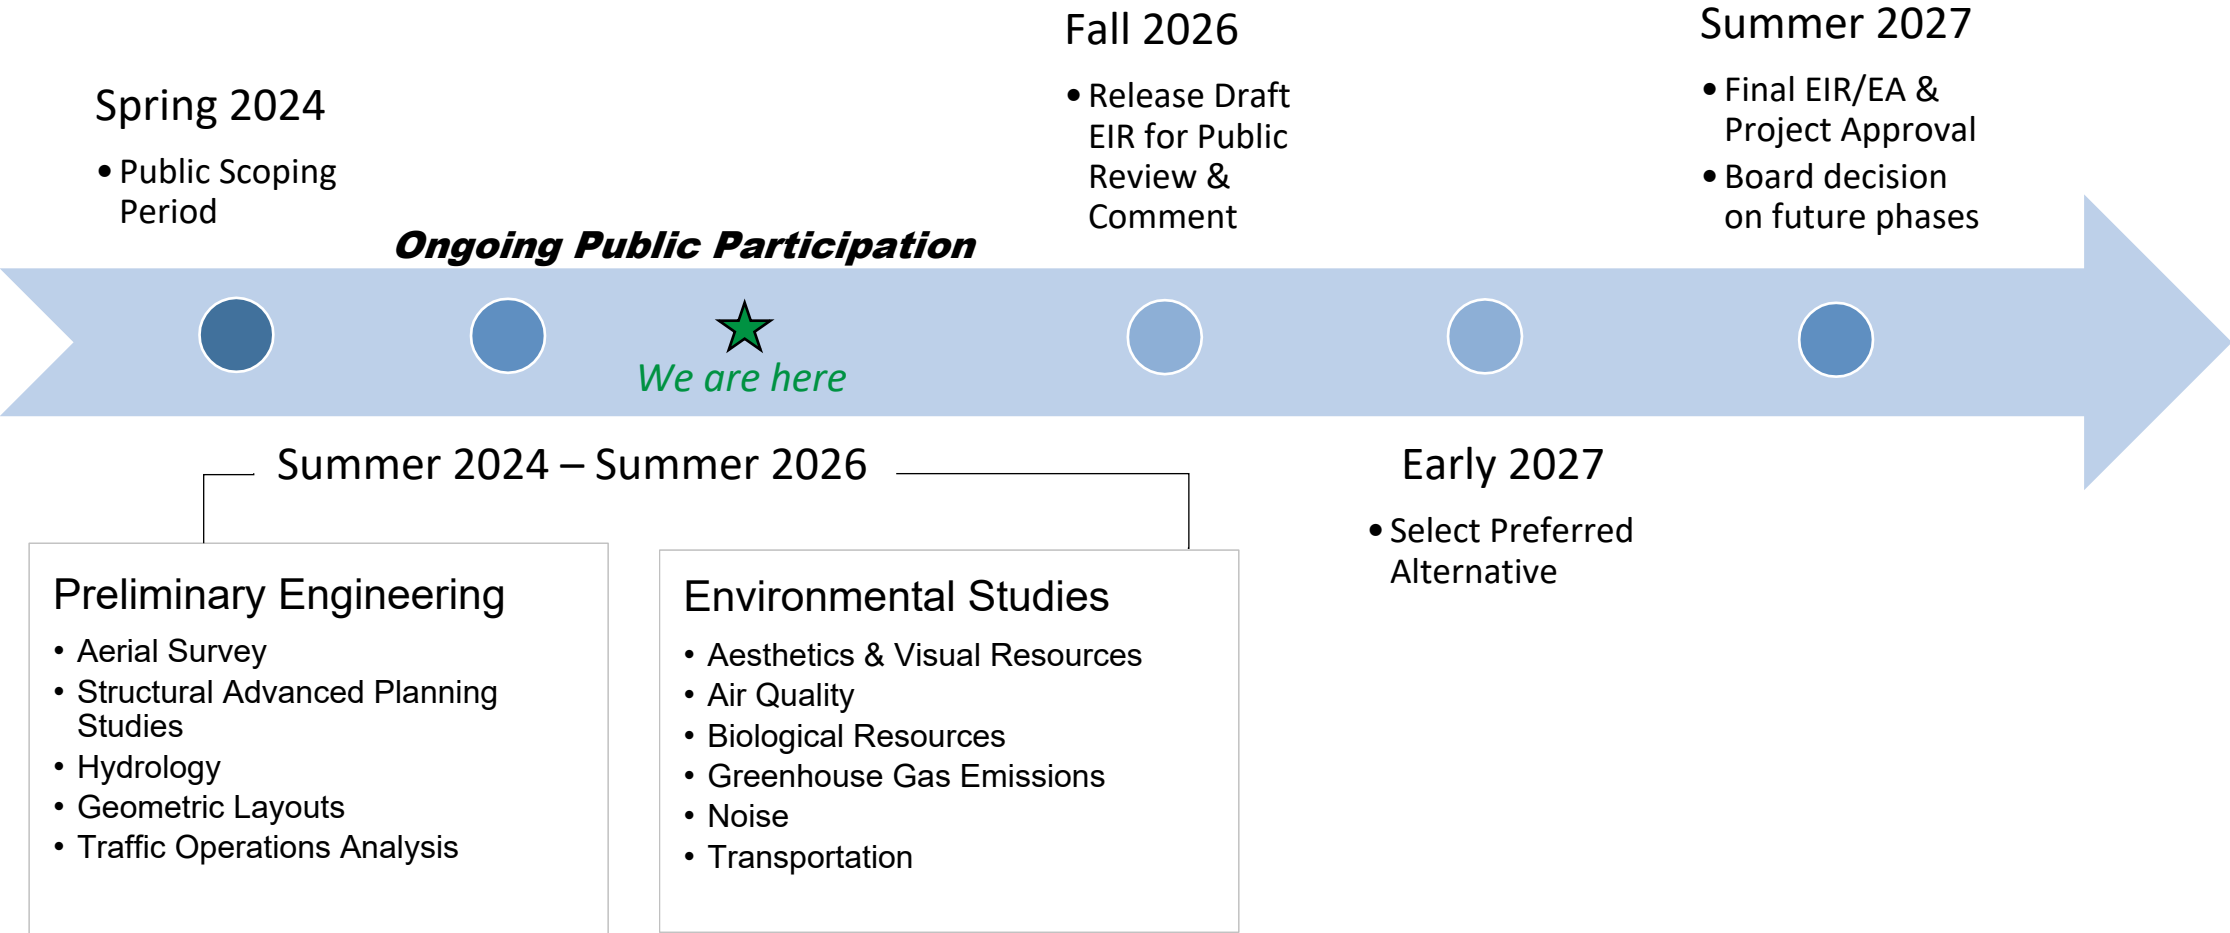 Spring 2024
• Public Scoping
Period
Ongoing Public Participation
Fall 2026
• Release Draft
EIR for Public
Review &
Comment
Summer 2027
• Final EIR/EA &
Project Approval
• Board decision
on future phases
We are here
Summer 2024 – Summer 2026
Preliminary Engineering
• Aerial Survey
• Structural Advanced Planning
Studies
• Hydrology
• Geometric Layouts
• Traffic Operations Analysis
Environmental Studies
• Aesthetics & Visual Resources
• Air Quality
• Biological Resources
• Greenhouse Gas Emissions
• Noise
• Transportation
Early 2027
• Select Preferred
Alternative